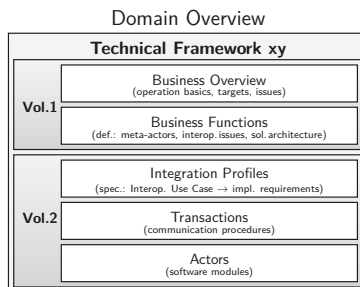 Domain Overview
Technical Framework xy
Vol.1
Business Overview
(operation basics, targets, issues)
Business Functions
(def.: meta-actors, interop. issues, sol. architecture)
Vol.2
Integration Profiles
(spec.: Interop. Use Case → impl. requirements)
Transactions
(communication procedures)
Actors
(software modules)